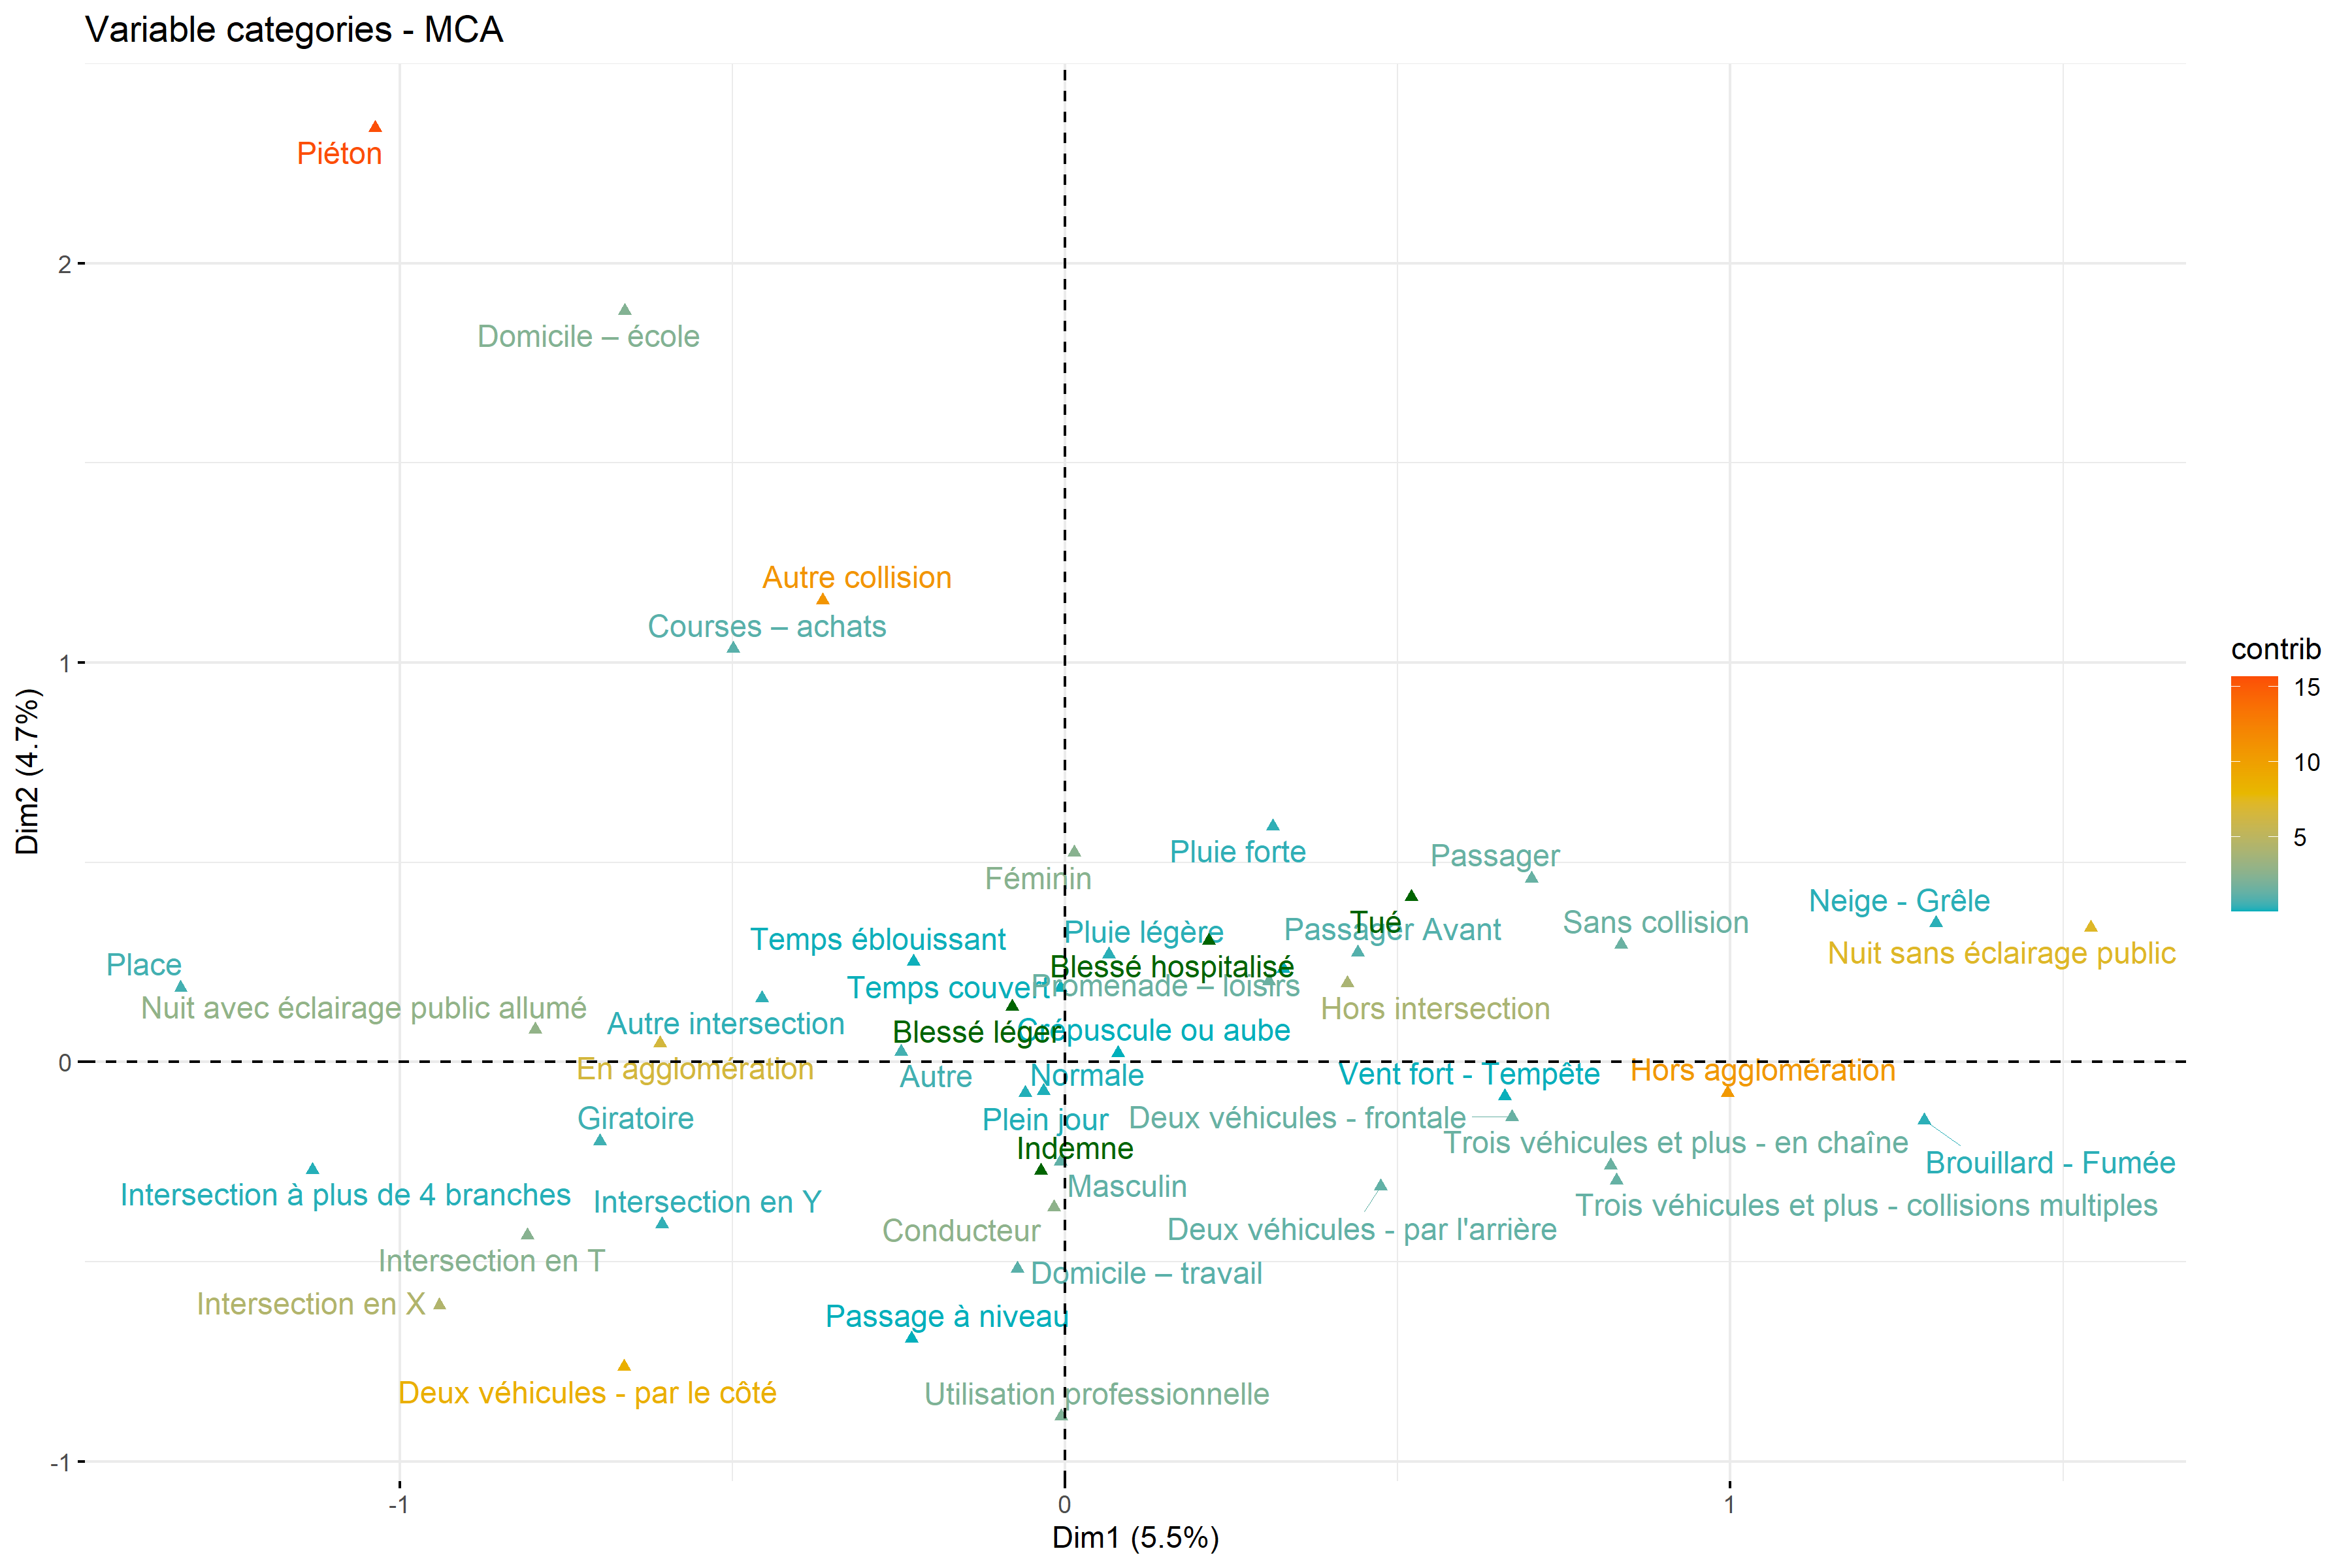 Variable categories - MCA
Piéton
2
Domicile – école
Autre collision
Courses – achats
contrib
15
1
Dim2 (4.7%)
10
5
Pluie forte
Passager
Féminin
Neige - Grêle
Tué
Sans collision
Passager Avant
Pluie légère
Temps éblouissant
Nuit sans éclairage public
Place
Blessé hospitalisé
Promenade – loisirs
Temps couvert
Nuit avec éclairage public allumé
Hors intersection
Autre intersection
Blessé léger
Crépuscule ou aube
0
En agglomération
Autre
Normale
Vent fort - Tempête
Hors agglomération
Giratoire
Plein jour
Deux véhicules - frontale
Trois véhicules et plus - en chaîne
Indemne
Brouillard - Fumée
Masculin
Intersection à plus de 4 branches
Intersection en Y
Trois véhicules et plus - collisions multiples
Conducteur
Deux véhicules - par l'arrière
Intersection en T
Domicile – travail
Intersection en X
Passage à niveau
Deux véhicules - par le côté
Utilisation professionnelle
-1
-1
0
1
Dim1 (5.5%)